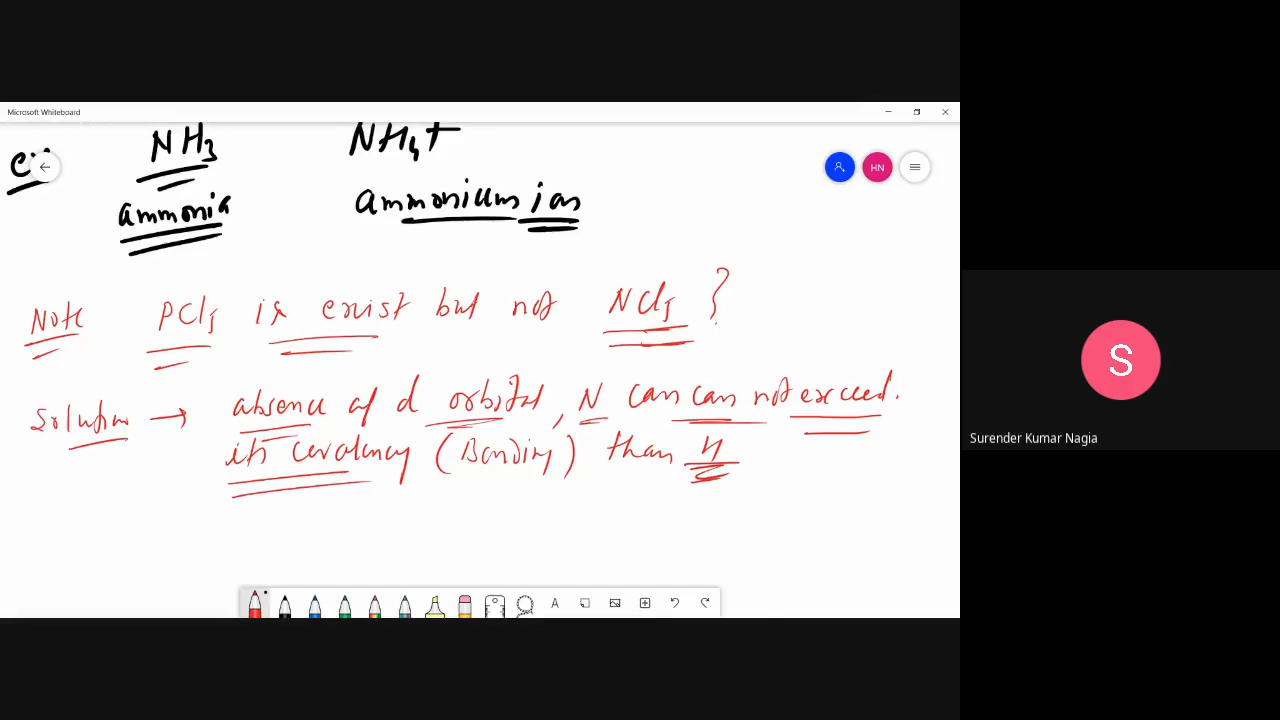 Microsoft Whiteboard
ex NH3 NH4+
ammonia ammonium ion
HN
Note PCl5 is exist but not NCl5 ?
Solution → absence of d orbital, N can can not exceed.
its covalency (Bonding) than 4
A
S
Surender Kumar Nagia